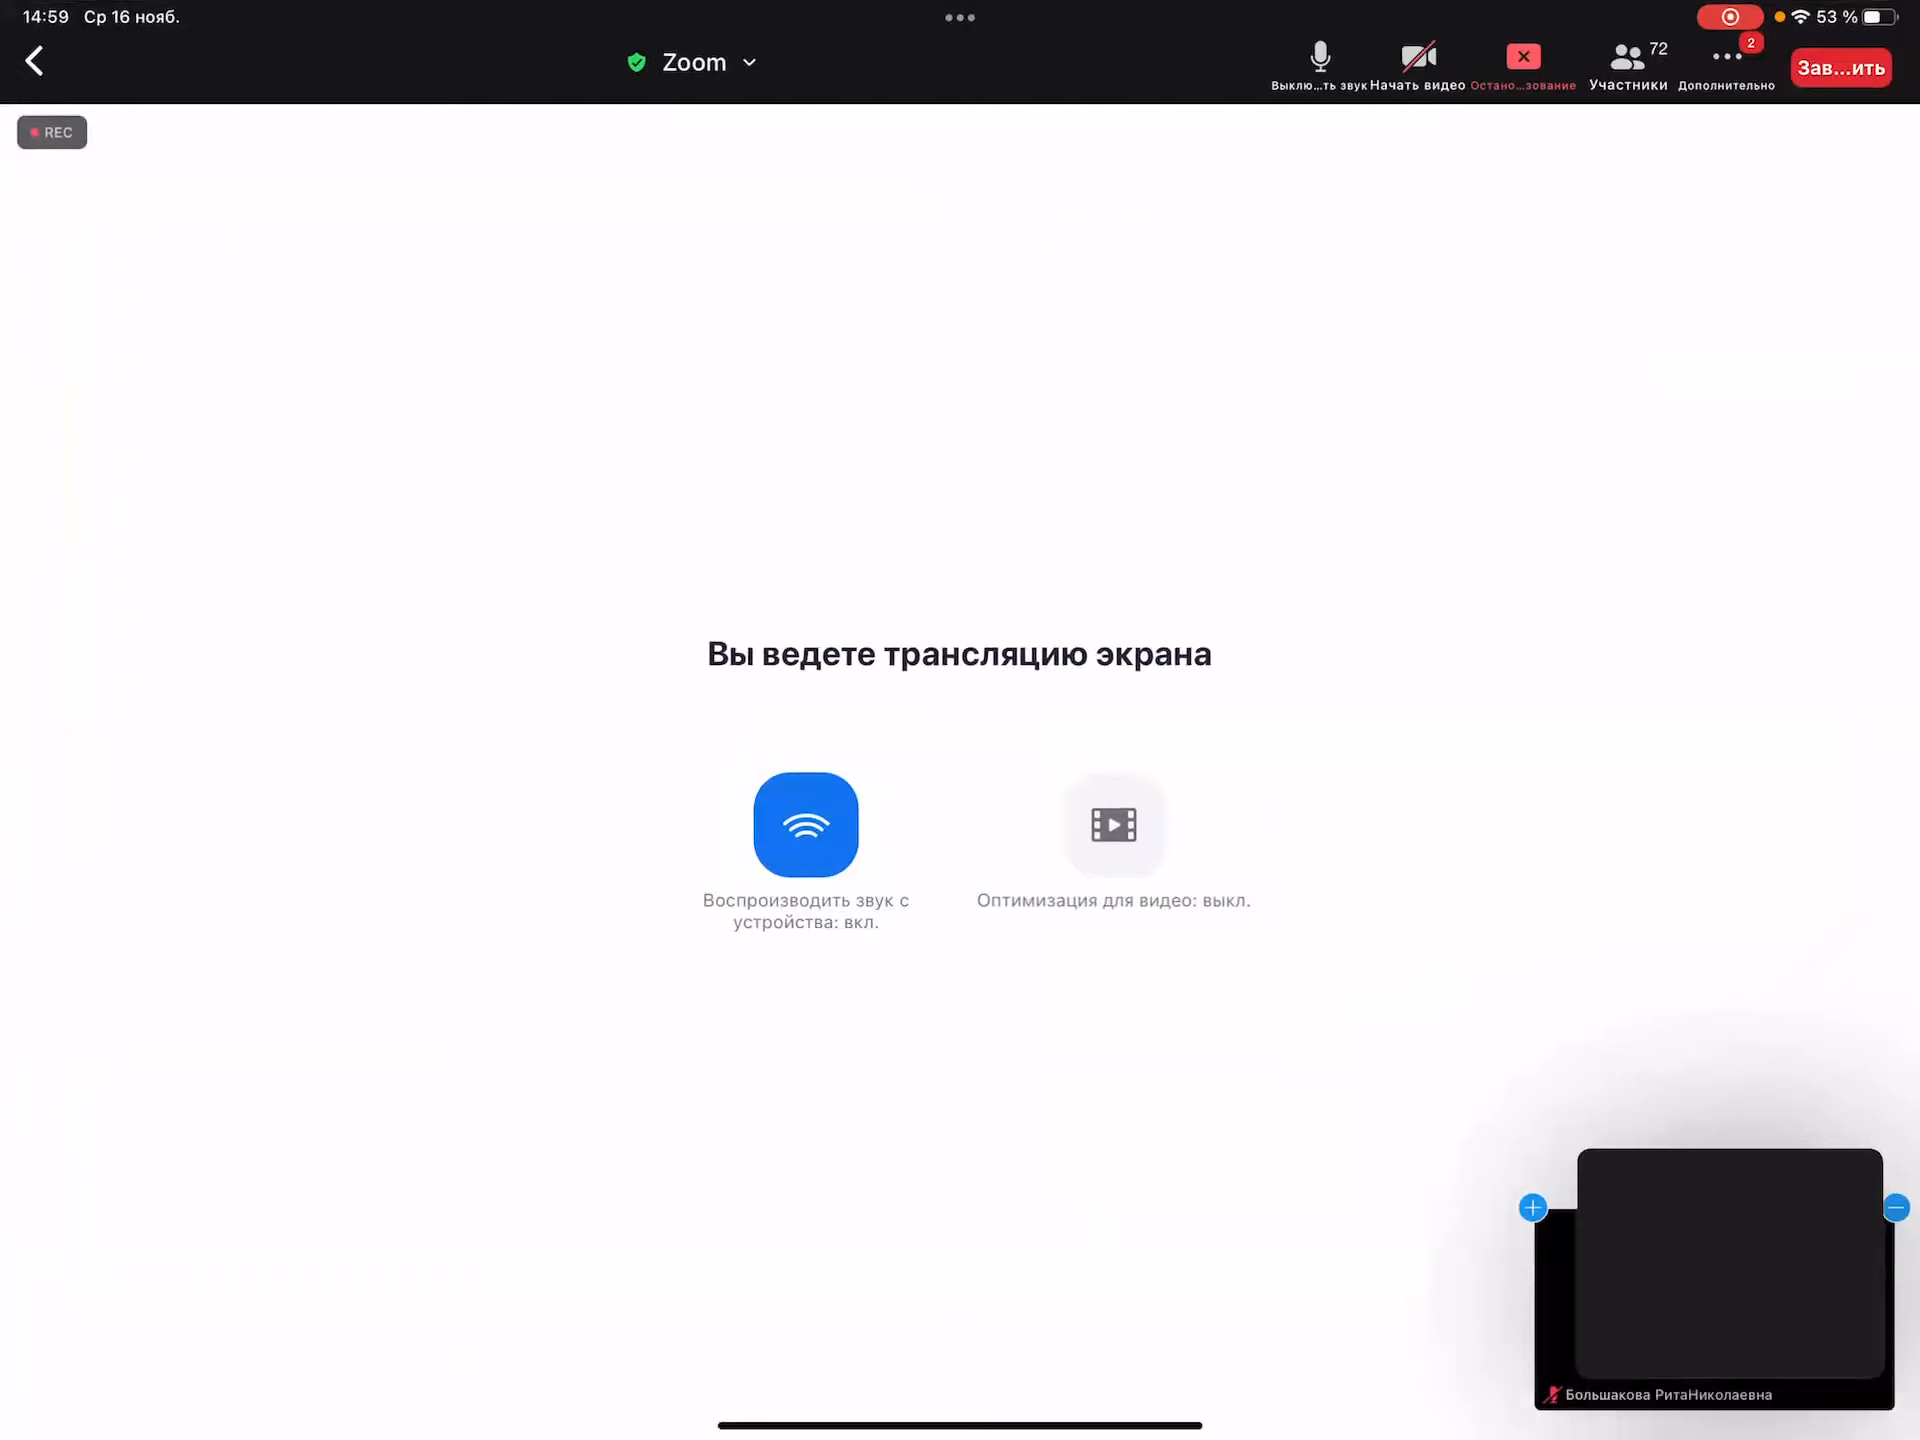 14:59 Ср 16 нояб.
53 %
Zoom
72
2
Выклю...ть звук
Начать видео
Остано...зование
Участники
Дополнительно
Зав...ить
REC
Вы ведете трансляцию экрана
Воспроизводить звук с
устройства: вкл.
Оптимизация для видео: выкл.
Большакова РитаНиколаевна